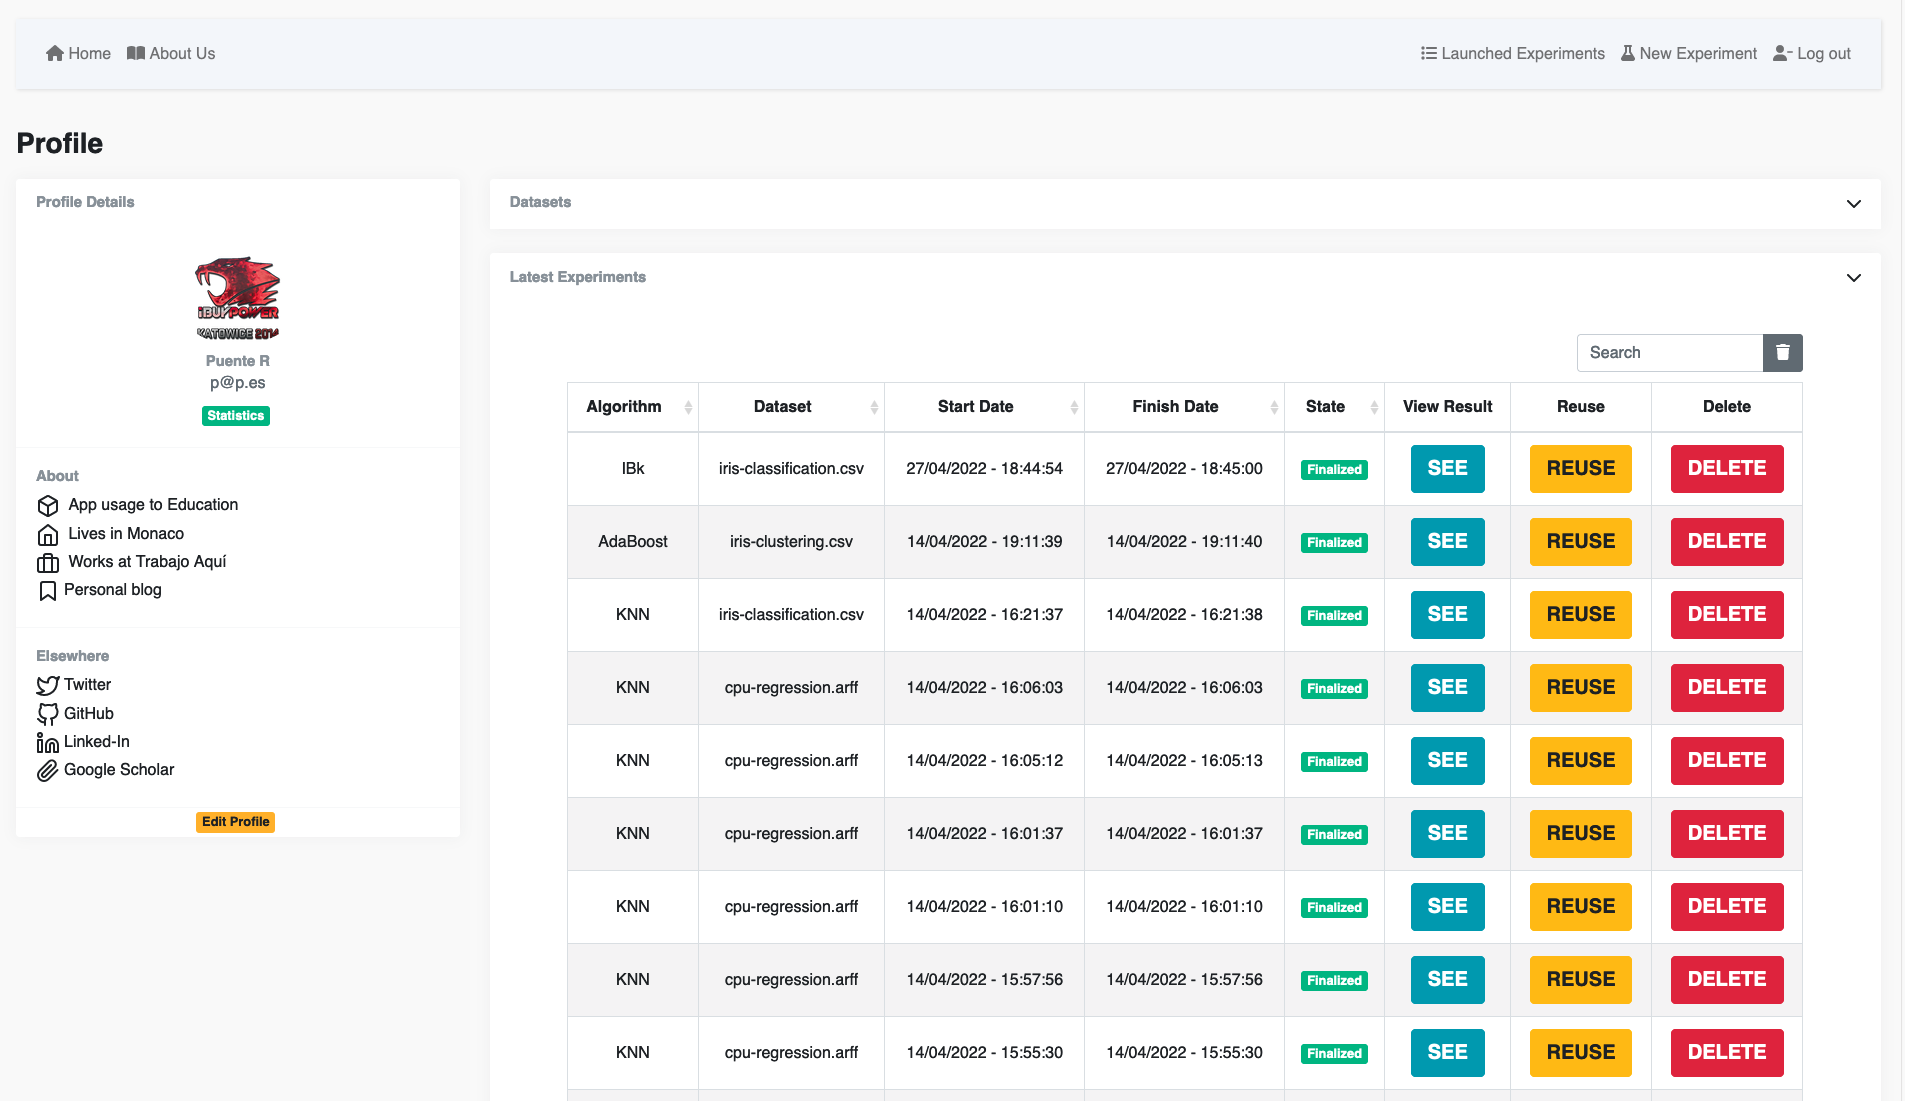 Home About Us Launched Experiments New Experiment Log out
Profile
Profile Details
iBUYPOWER
KATOWICE 2014
Puente R
p@p.es
Statistics
About
App usage to Education
Lives in Monaco
Works at Trabajo Aquí
Personal blog
Elsewhere
Twitter
GitHub
Linked-In
Google Scholar
Edit Profile
Datasets
Latest Experiments
Search
Algorithm Dataset Start Date Finish Date State View Result Reuse Delete
IBk iris-classification.csv 27/04/2022 - 18:44:54 27/04/2022 - 18:45:00 Finalized SEE REUSE DELETE
AdaBoost iris-clustering.csv 14/04/2022 - 19:11:39 14/04/2022 - 19:11:40 Finalized SEE REUSE DELETE
KNN iris-classification.csv 14/04/2022 - 16:21:37 14/04/2022 - 16:21:38 Finalized SEE REUSE DELETE
KNN cpu-regression.arff 14/04/2022 - 16:06:03 14/04/2022 - 16:06:03 Finalized SEE REUSE DELETE
KNN cpu-regression.arff 14/04/2022 - 16:05:12 14/04/2022 - 16:05:13 Finalized SEE REUSE DELETE
KNN cpu-regression.arff 14/04/2022 - 16:01:37 14/04/2022 - 16:01:37 Finalized SEE REUSE DELETE
KNN cpu-regression.arff 14/04/2022 - 16:01:10 14/04/2022 - 16:01:10 Finalized SEE REUSE DELETE
KNN cpu-regression.arff 14/04/2022 - 15:57:56 14/04/2022 - 15:57:56 Finalized SEE REUSE DELETE
KNN cpu-regression.arff 14/04/2022 - 15:55:30 14/04/2022 - 15:55:30 Finalized SEE REUSE DELETE